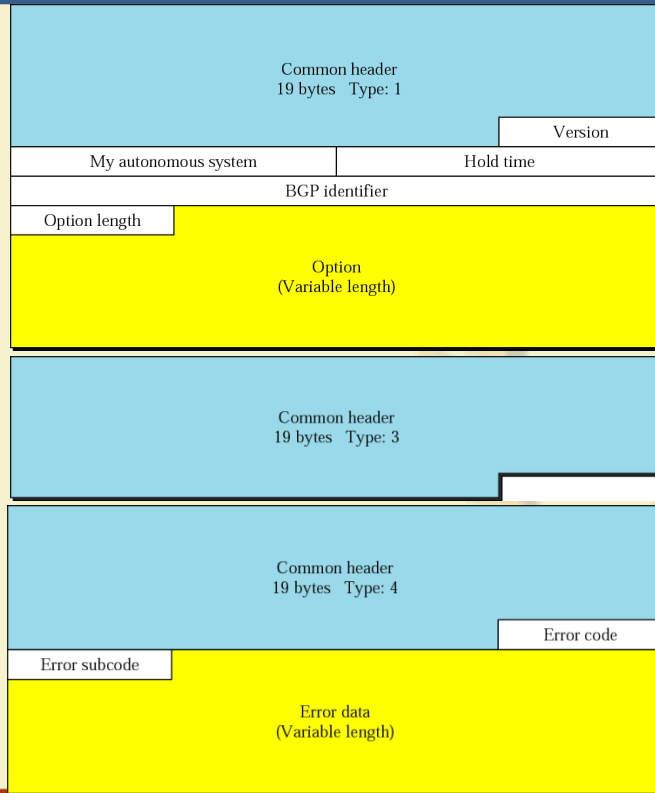 Common header
19 bytes Type: 1
Version
My autonomous system Hold time
BGP identifier
Option length
Option
(Variable length)
Common header
19 bytes Type: 3
Common header
19 bytes Type: 4
Error code
Error subcode
Error data
(Variable length)